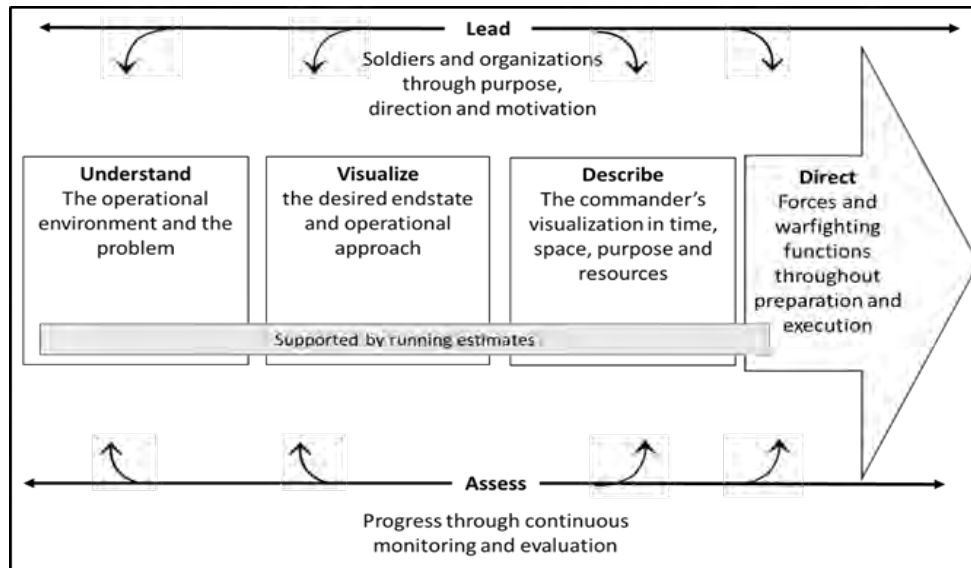 Lead
Soldiers and organizations
through purpose,
direction and motivation
Understand
The operational
environment and the
problem
Visualize
the desired endstate
and operational
approach
Describe
The commander's
visualization in time,
space, purpose and
resources
Direct
Forces and
warfighting
functions
throughout
preparation and
execution
Supported by running estimates
Assess
Progress through continuous
monitoring and evaluation